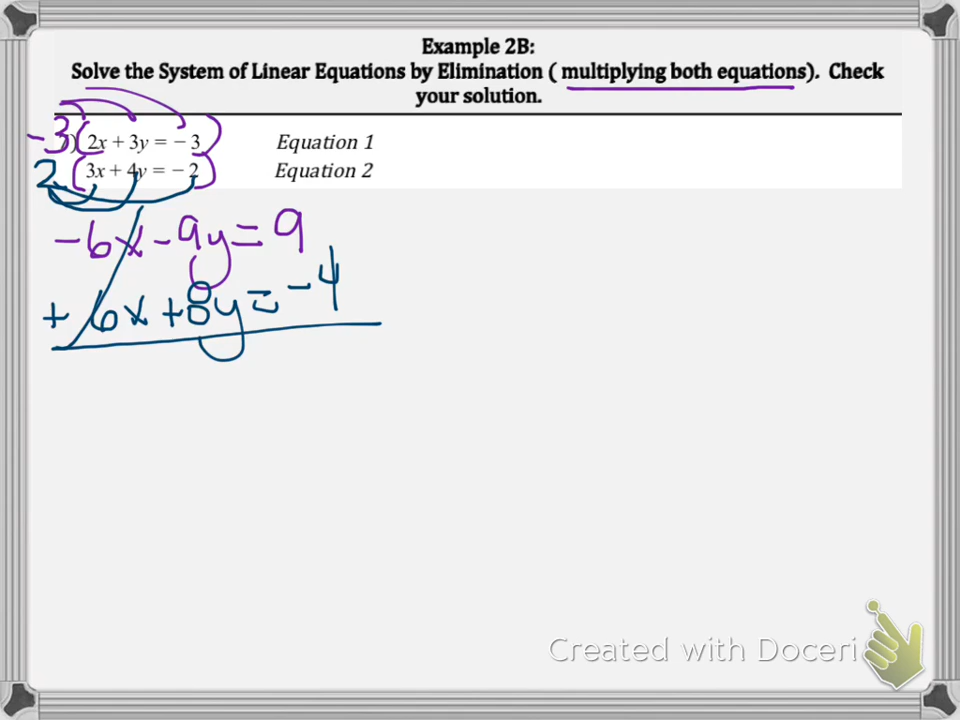 Example 2B:
Solve the System of Linear Equations by Elimination ( multiplying both equations). Check
your solution.
-3 ) 2x + 3y = − 3 Equation 1
2 3x + 4y = − 2 Equation 2
-6x - 9y = 9
+ 6x + 8y = -4
Created with Doceri